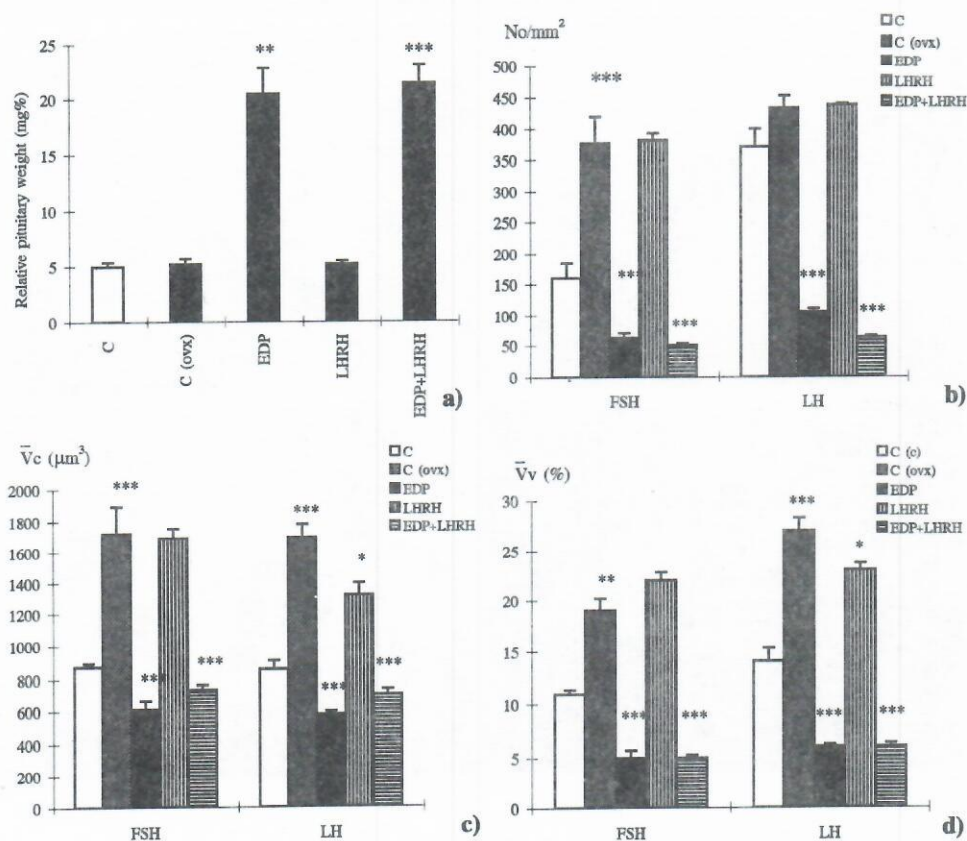 Relative pituitary weight (mg%)
25
20
15
10
5
0
**
***
C
C (ovx)
EDP
LHRH
EDP+LHRH
a)
No/mm²
C
C (ovx)
EDP
LHRH
EDP+LHRH
500
450
400
350
300
250
200
150
100
50
0
***
***
***
***
***
FSH
LH
b)
V̄c (μm³)
C
C (ovx)
EDP
LHRH
EDP+LHRH
2000
1800
1600
1400
1200
1000
800
600
400
200
0
***
***
***
***
*
***
***
FSH
LH
c)
V̄v (%)
C (c)
C (ovx)
EDP
LHRH
EDP+LHRH
30
25
20
15
10
5
0
**
***
***
***
*
***
***
FSH
LH
d)